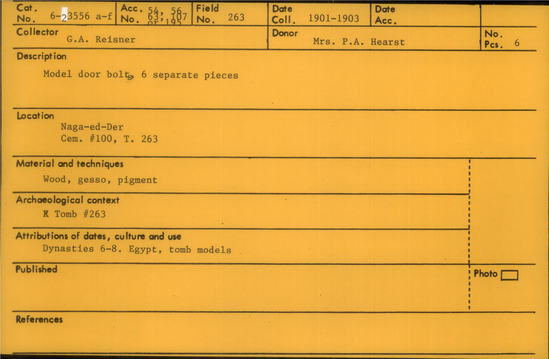 Cat. No. 6-23556 a-f Acc. No. 54, 56 63, 107 Field No. 263 Date Coll. 1901-1903 Date Acc.
Collector G.A. Reisner Donor Mrs. P.A. Hearst No. Pcs. 6
Description
Model door bolt, 6 separate pieces
Location
Naga-ed-Der
Cem. #100, T. 263
Material and techniques
Wood, gesso, pigment
Archaeological context
Tomb #263
Attributions of dates, culture and use
Dynasties 6-8. Egypt, tomb models
Published Photo
References